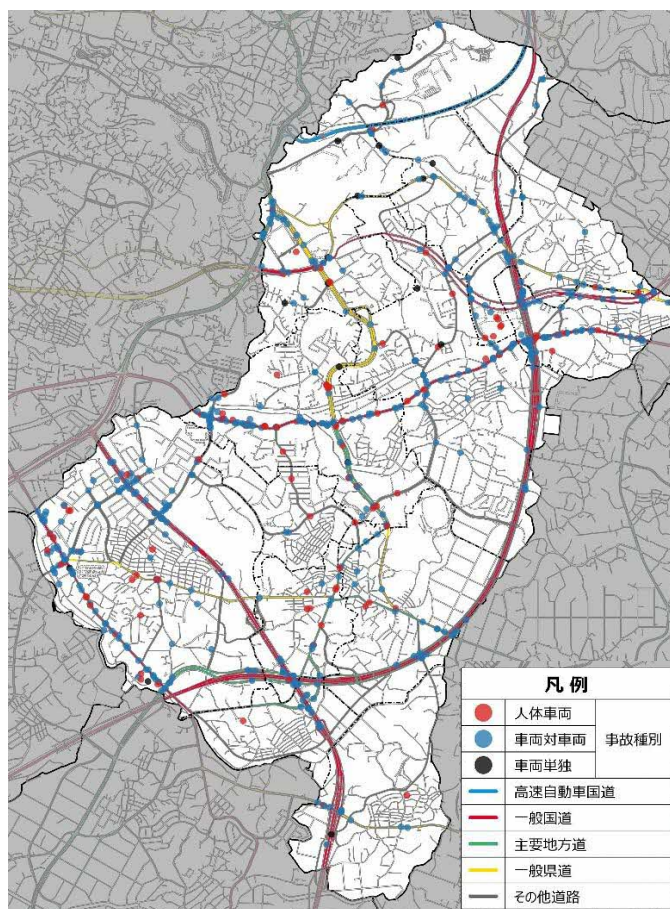 凡例
人体車両
車両対車両
車両単独
事故種別
高速自動車国道
一般国道
主要地方道
一般県道
その他道路